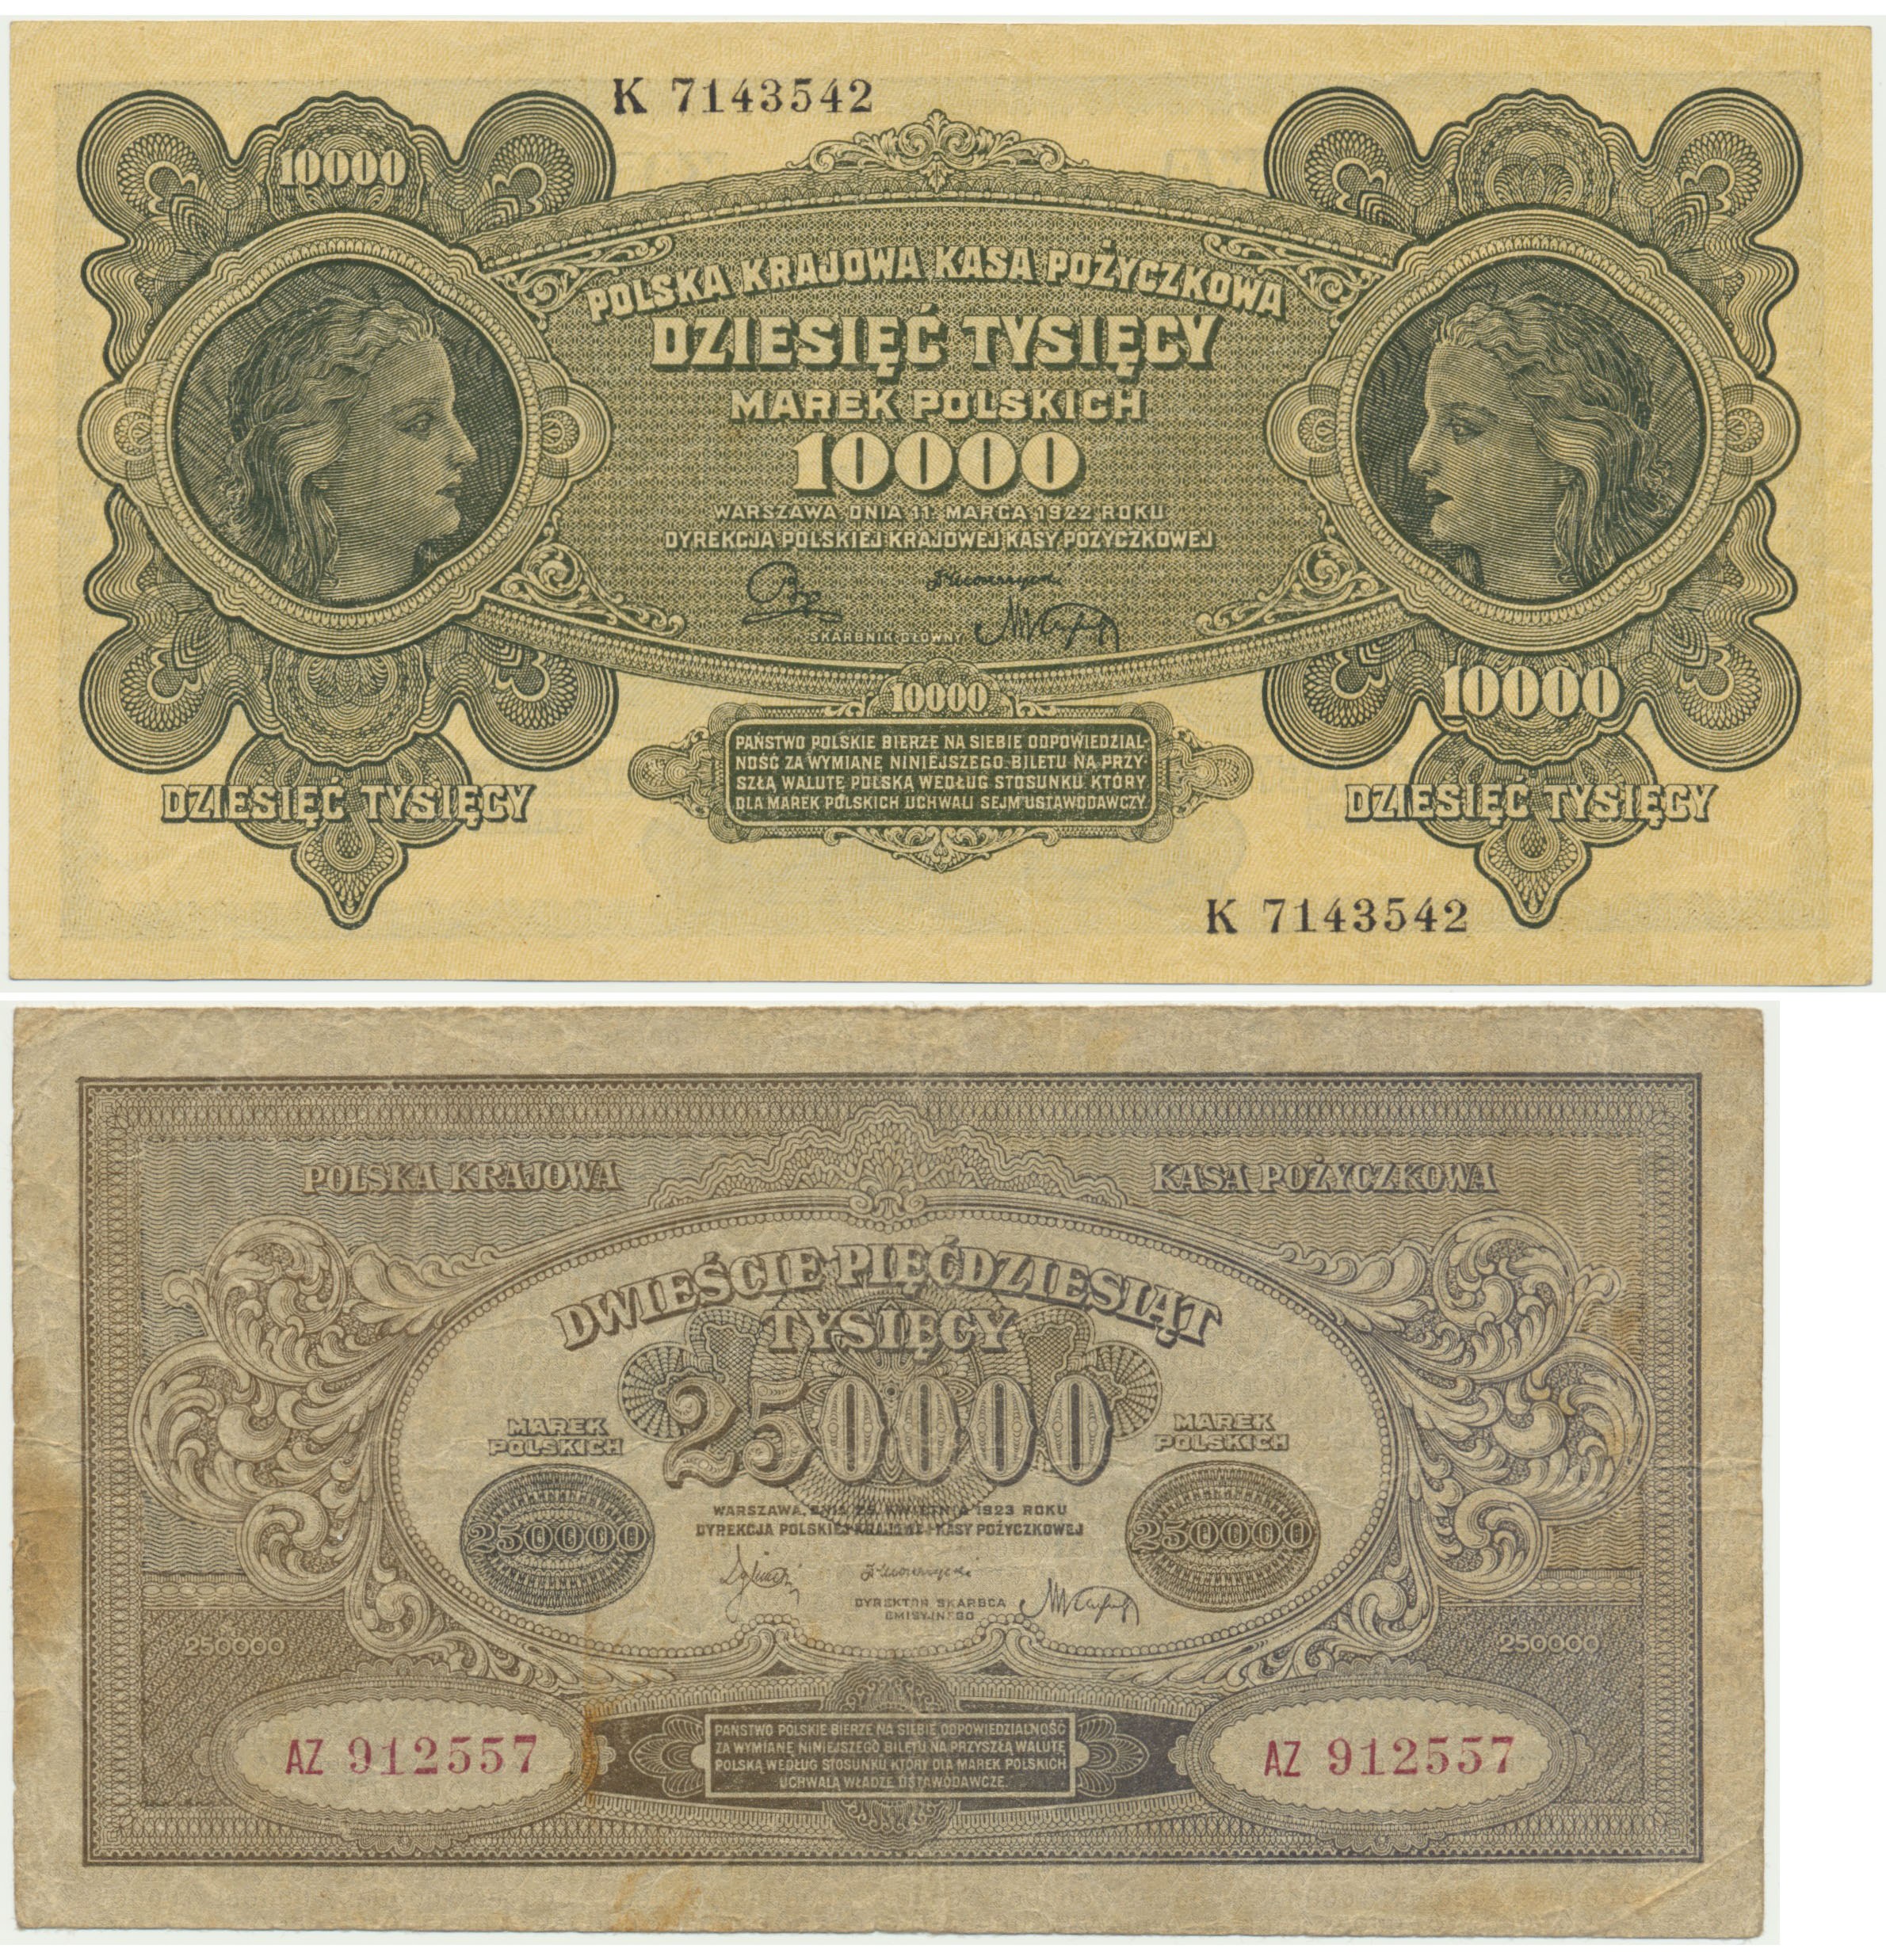 K 7143542
10000
POLSKA KRAJOWA KASA POŻYCZKOWA
DZIESIĘĆ TYSIĘCY
MAREK POLSKICH
10000
WARSZAWA, DNIA 11. MARCA 1922 ROKU
DYREKCJA POLSKIEJ KRAJOWEJ KASY POŻYCZKOWEJ
SKARBNIK GŁÓWNY
10000
10000
PAŃSTWO POLSKIE BIERZE NA SIEBIE ODPOWIEDZIAL-
NOŚĆ ZA WYMIANĘ NINIEJSZEGO BILETU NA PRZY-
SZŁĄ WALUTĘ POLSKĄ WEDŁUG STOSUNKU, KTÓRY
DLA MAREK POLSKICH UCHWALI SEJM USTAWODAWCZY
DZIESIĘĆ TYSIĘCY
DZIESIĘĆ TYSIĘCY
K 7143542
POLSKA KRAJOWA
KASA POŻYCZKOWA
DWIEŚCIE PIĘĆDZIESIĄT
TYSIĘCY
250000
MAREK
POLSKICH
MAREK
POLSKICH
WARSZAWA, DNIA 25. KWIETNIA 1923 ROKU
DYREKCJA POLSKIEJ KRAJOWEJ KASY POŻYCZKOWEJ
250000
250000
DYREKTOR SKARBCA
EMISYJNEGO
250000
250000
PAŃSTWO POLSKIE BIERZE NA SIEBIE ODPOWIEDZIALNOŚĆ
ZA WYMIANĘ NINIEJSZEGO BILETU NA PRZYSZŁĄ WALUTĘ
POLSKĄ WEDŁUG STOSUNKU, KTÓRY DLA MAREK POLSKICH
UCHWALĄ WŁADZE USTAWODAWCZE.
AZ 912557
AZ 912557